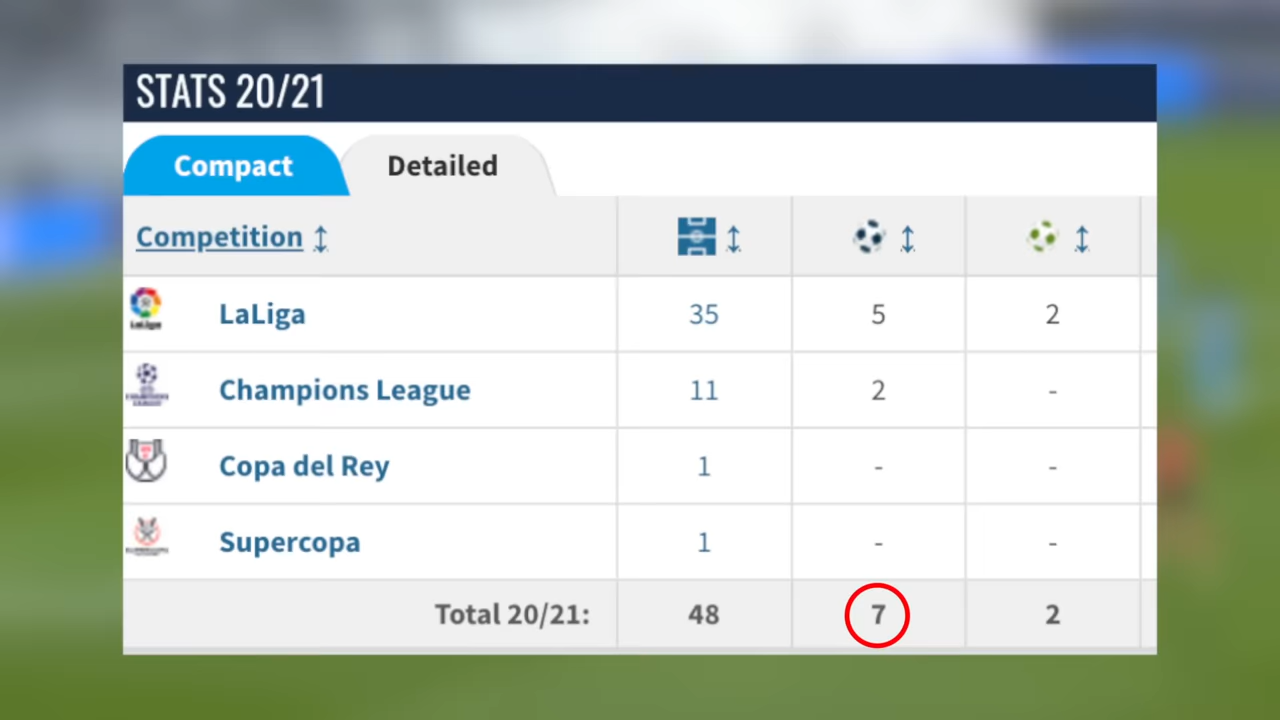 STATS 20/21
Compact Detailed
Competition
LaLiga 35 5 2
Champions League 11 2 -
Copa del Rey 1 - -
Supercopa 1 - -
Total 20/21: 48 7 2